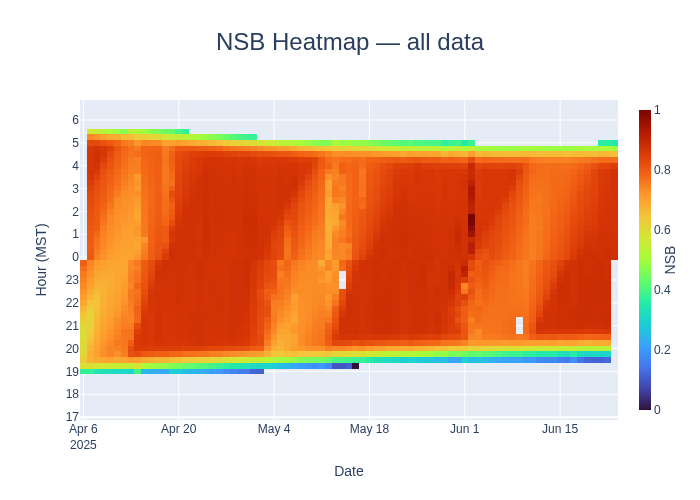 NSB Heatmap — all data
6
5
4
3
2
1
0
23
22
21
20
19
18
17
Hour (MST)
Apr 6
2025
Apr 20
May 4
May 18
Jun 1
Jun 15
Date
1
0.8
0.6
0.4
0.2
0
NSB